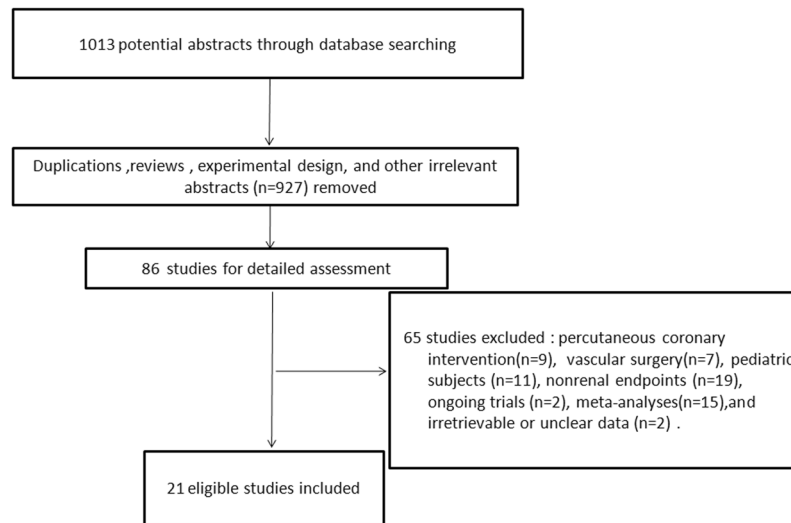 1013 potential abstracts through database searching
Duplications ,reviews , experimental design, and other irrelevant
abstracts (n=927) removed
86 studies for detailed assessment
65 studies excluded : percutaneous coronary
intervention(n=9), vascular surgery(n=7), pediatric
subjects (n=11), nonrenal endpoints (n=19),
ongoing trials (n=2), meta-analyses(n=15),and
irretrievable or unclear data (n=2) .
21 eligible studies included